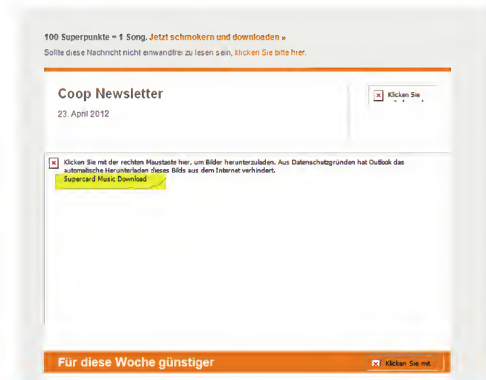 100 Superpunkte = 1 Song. Jetzt schmökern und downloaden »
Sollte diese Nachricht nicht einwandfrei zu lesen sein, klicken Sie bitte hier.
Coop Newsletter
23. April 2012
Klicken Sie
Klicken Sie mit der rechten Maustaste hier, um Bilder herunterzuladen. Aus Datenschutzgründen hat Outlook das
automatische Herunterladen dieses Bilds aus dem Internet verhindert.
Supercard Music Download
Für diese Woche günstiger
Klicken Sie mit